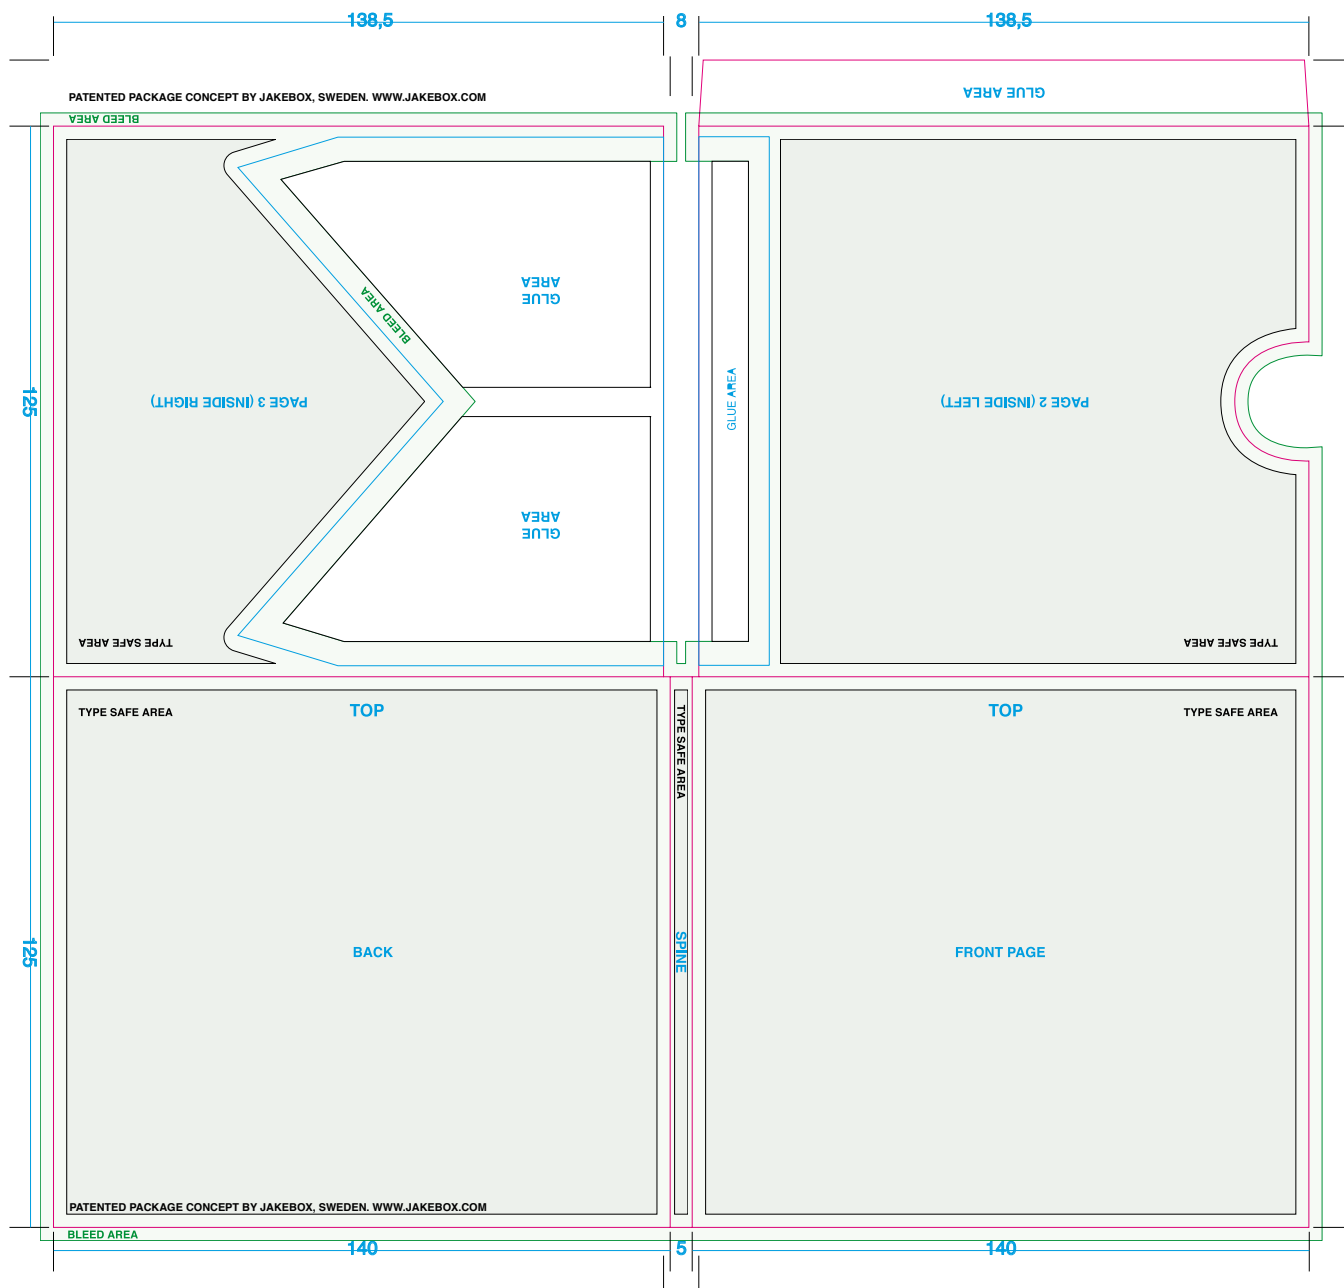 138,5
8
138,5
GLUE AREA
PATENTED PACKAGE CONCEPT BY JAKEBOX, SWEDEN. WWW.JAKEBOX.COM
BLEED AREA
GLUE
AREA
BLEED AREA
125
PAGE 3 (INSIDE RIGHT)
GLUE AREA
PAGE 2 (INSIDE LEFT)
GLUE
AREA
TYPE SAFE AREA
TYPE SAFE AREA
TYPE SAFE AREA
TOP
TYPE SAFE AREA
TOP
TYPE SAFE AREA
125
BACK
SPINE
FRONT PAGE
PATENTED PACKAGE CONCEPT BY JAKEBOX, SWEDEN. WWW.JAKEBOX.COM
BLEED AREA
140
5
140